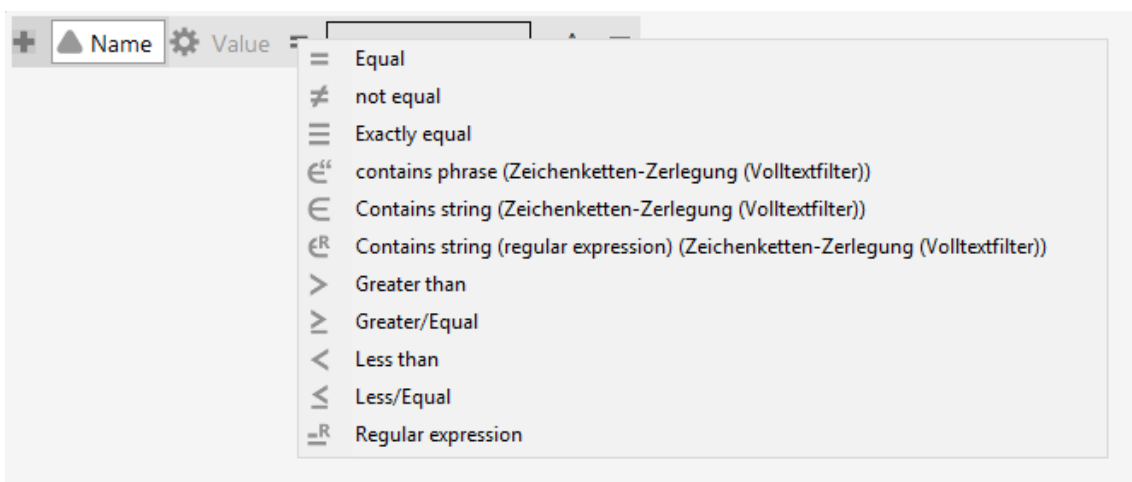 Name Value =
= Equal
≠ not equal
≡ Exactly equal
∈“ contains phrase (Zeichenketten-Zerlegung (Volltextfilter))
∈ Contains string (Zeichenketten-Zerlegung (Volltextfilter))
∈R Contains string (regular expression) (Zeichenketten-Zerlegung (Volltextfilter))
> Greater than
≥ Greater/Equal
< Less than
≤ Less/Equal
=R Regular expression